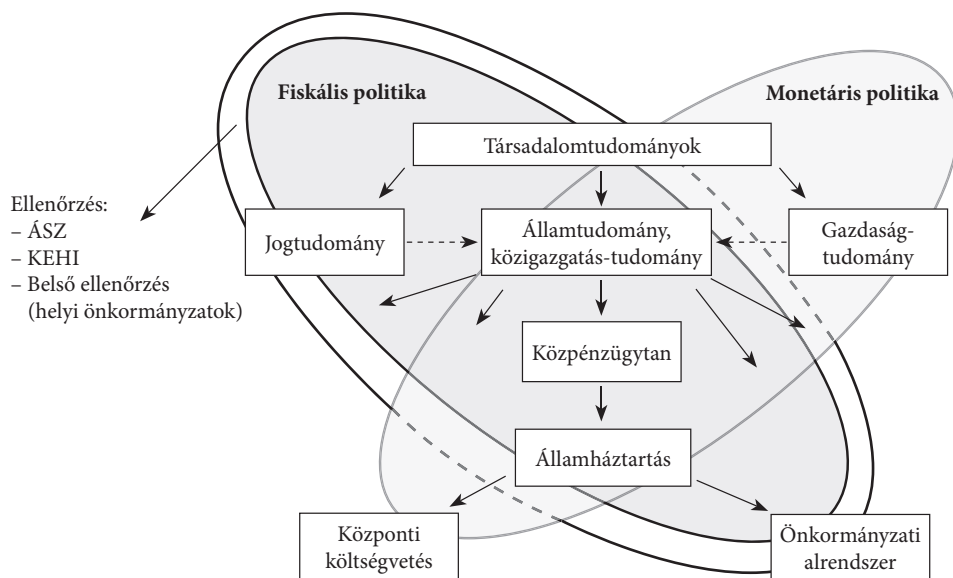 Fiskális politika
Monetáris politika
Társadalomtudományok
Ellenőrzés:
– ÁSZ
– KEHI
– Belső ellenőrzés
(helyi önkormányzatok)
Jogtudomány
Államtudomány,
közigazgatás-tudomány
Gazdaság-
tudomány
Közpénzügytan
Államháztartás
Központi
költségvetés
Önkormányzati
alrendszer